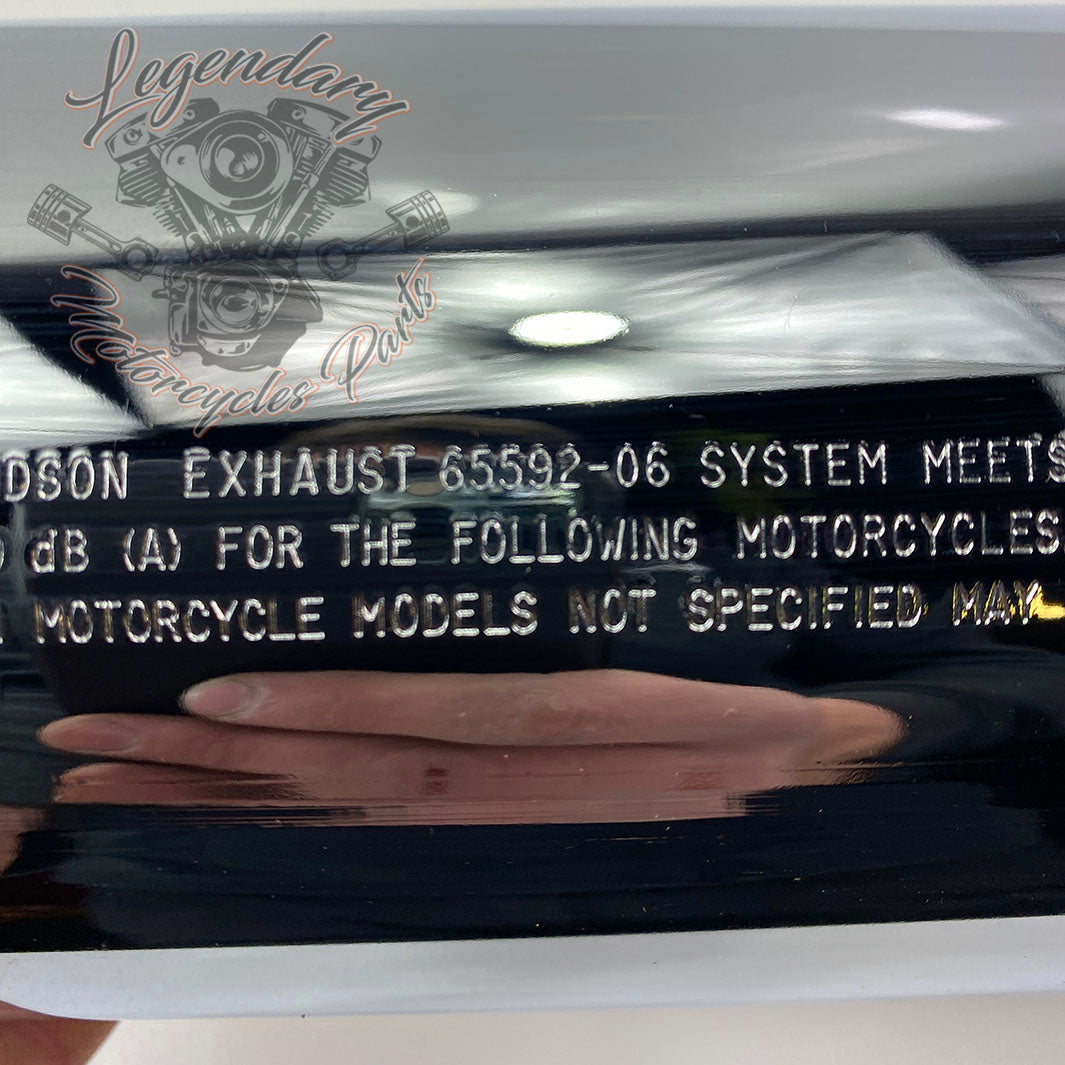 Legendary
Motorcycles Parts
DSON EXHAUST 65592-06 SYSTEM MEETS
dB (A) FOR THE FOLLOWING MOTORCYCLES
MOTORCYCLE MODELS NOT SPECIFIED MAY